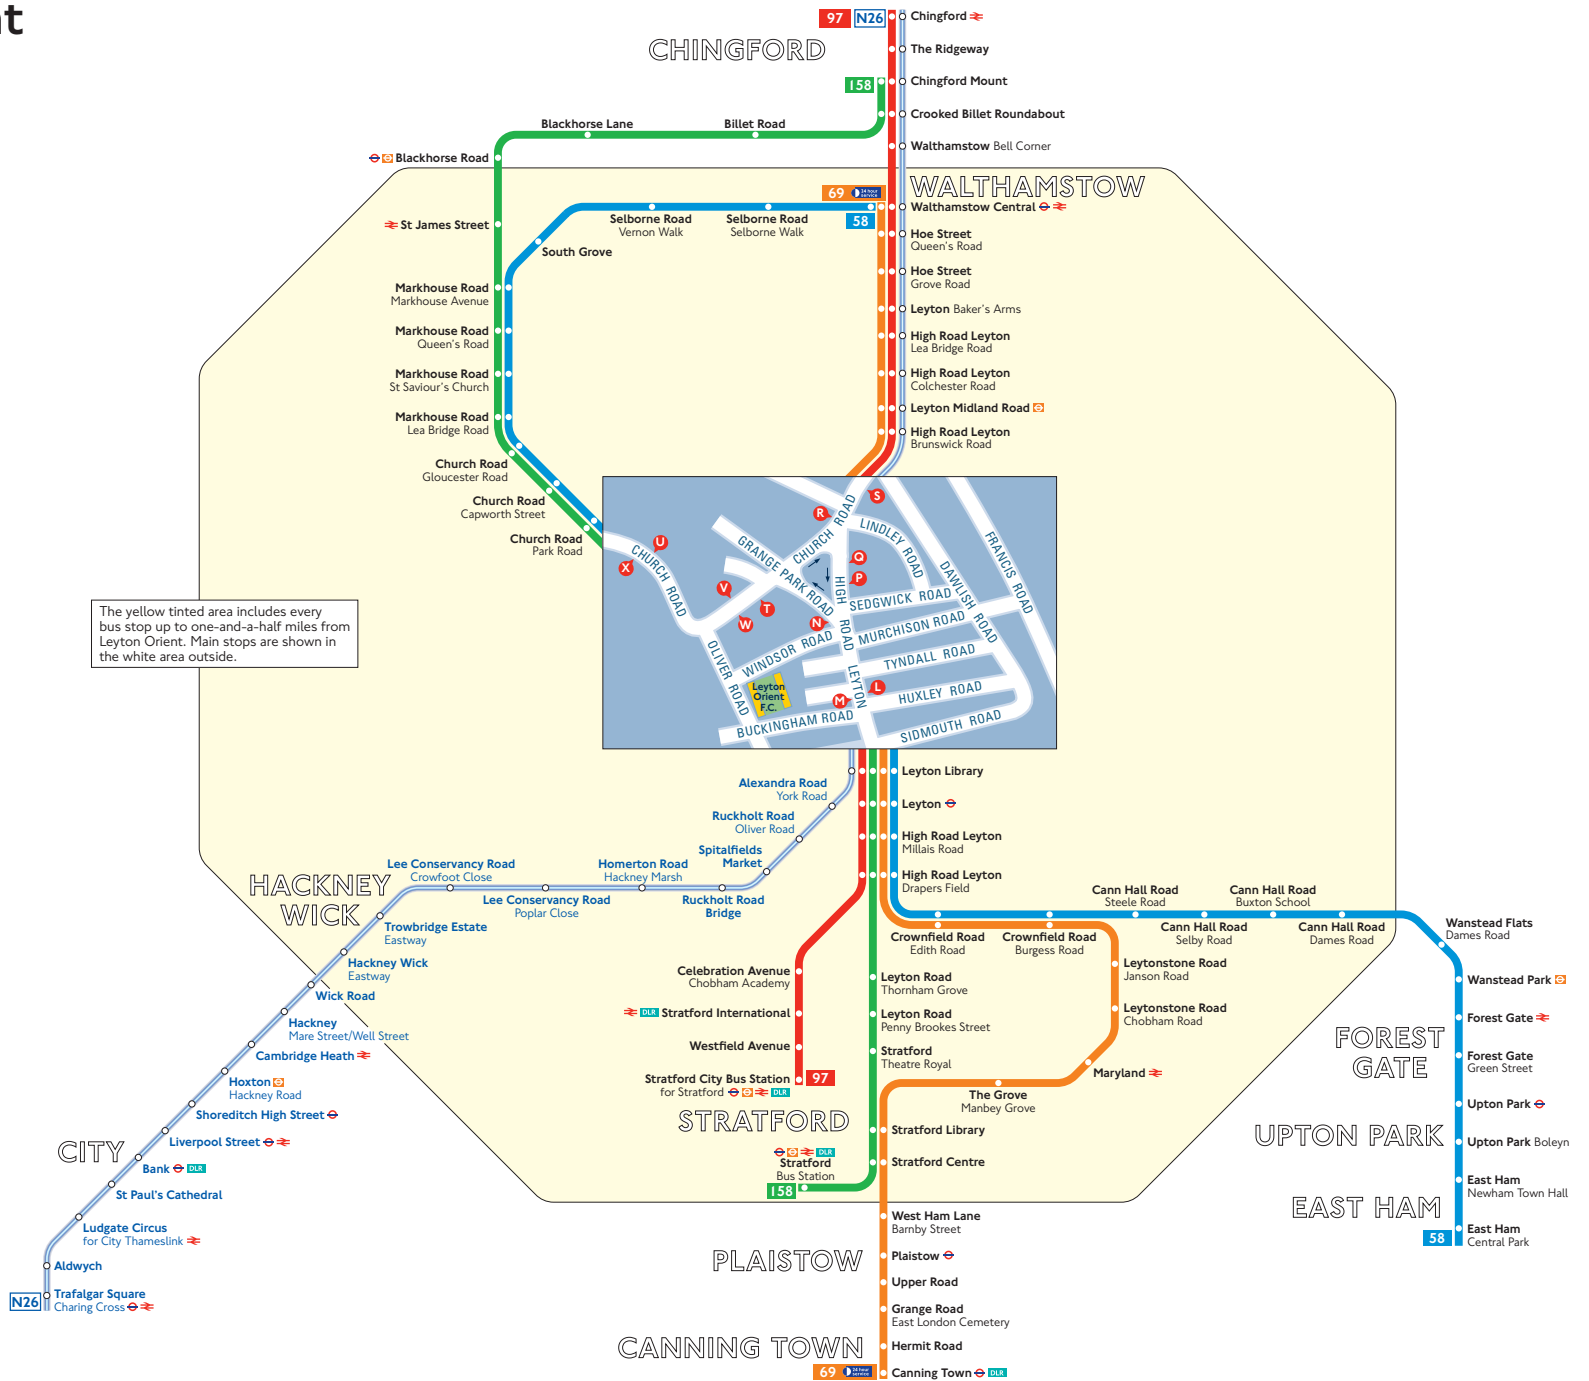 nt
97
N26
Chingford
CHINGFORD
The Ridgeway
158
Chingford Mount
Crooked Billet Roundabout
Blackhorse Lane
Billet Road
Walthamstow Bell Corner
Blackhorse Road
WALTHAMSTOW
69
24 hour
service
58
Walthamstow Central
St James Street
Selborne Road
Vernon Walk
Selborne Road
Selborne Walk
South Grove
Hoe Street
Queen's Road
Hoe Street
Grove Road
Leyton Baker's Arms
High Road Leyton
Lea Bridge Road
High Road Leyton
Colchester Road
Leyton Midland Road
High Road Leyton
Brunswick Road
Markhouse Road
Markhouse Avenue
Markhouse Road
Queen's Road
Markhouse Road
St Saviour's Church
Markhouse Road
Lea Bridge Road
Church Road
Gloucester Road
Church Road
Capworth Street
Church Road
Park Road
S
R
U
X
Q
P
V
T
W
N
L
M
CHURCH ROAD
CHURCH ROAD
GRANGE PARK ROAD
LINDLEY ROAD
DAWLISH ROAD
FRANCIS ROAD
HIGH ROAD LEYTON
SEDGWICK ROAD
MURCHISON ROAD
WINDSOR ROAD
TYNDALL ROAD
OLIVER ROAD
HUXLEY ROAD
BUCKINGHAM ROAD
SIDMOUTH ROAD
Leyton
Orient
F.C.
The yellow tinted area includes every
bus stop up to one-and-a-half miles from
Leyton Orient. Main stops are shown in
the white area outside.
Leyton Library
Leyton
High Road Leyton
Millais Road
High Road Leyton
Drapers Field
Alexandra Road
York Road
Ruckholt Road
Oliver Road
Spitalfields
Market
Ruckholt Road
Bridge
Homerton Road
Hackney Marsh
Lee Conservancy Road
Poplar Close
Lee Conservancy Road
Crowfoot Close
HACKNEY
WICK
Trowbridge Estate
Eastway
Hackney Wick
Eastway
Wick Road
Hackney
Mare Street/Well Street
Cambridge Heath
Hoxton
Hackney Road
Shoreditch High Street
Liverpool Street
CITY
Bank
DLR
St Paul's Cathedral
Ludgate Circus
for City Thameslink
Aldwych
N26
Trafalgar Square
Charing Cross
Celebration Avenue
Chobham Academy
DLR
Stratford International
Westfield Avenue
Stratford City Bus Station
for Stratford
DLR
97
STRATFORD
Leyton Road
Thornham Grove
Leyton Road
Penny Brookes Street
Stratford
Theatre Royal
DLR
Stratford
Bus Station
158
Crownfield Road
Edith Road
Crownfield Road
Burgess Road
Leytonstone Road
Janson Road
Leytonstone Road
Chobham Road
Maryland
The Grove
Manbey Grove
Stratford Library
Stratford Centre
West Ham Lane
Barnby Street
PLAISTOW
Plaistow
Upper Road
Grange Road
East London Cemetery
CANNING TOWN
Hermit Road
69
24 hour
service
Canning Town
DLR
Cann Hall Road
Steele Road
Cann Hall Road
Selby Road
Cann Hall Road
Buxton School
Cann Hall Road
Dames Road
Wanstead Flats
Dames Road
Wanstead Park
Forest Gate
FOREST
GATE
Forest Gate
Green Street
Upton Park
UPTON PARK
Upton Park Boleyn
East Ham
Newham Town Hall
EAST HAM
58
East Ham
Central Park